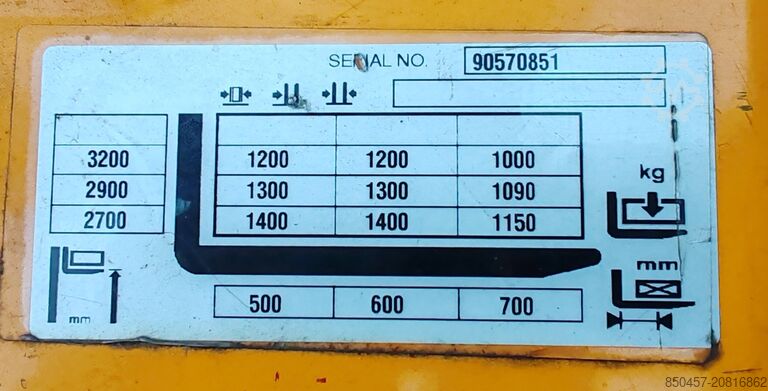 SERIAL NO. 90570851
3200 1200 1200 1000
kg
2900 1300 1300 1090
2700 1400 1400 1150
mm
mm
500 600 700
850457-20816862